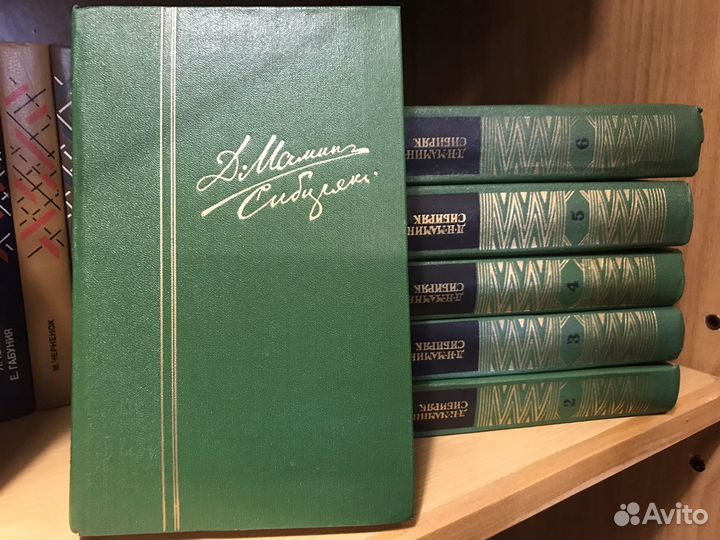 Д. Мамин
Сибиряк.
Д·Н·МАМИН
СИБИРЯК
6
Д·Н·МАМИН
СИБИРЯК
5
Д·Н·МАМИН
СИБИРЯК
4
Д·Н·МАМИН
СИБИРЯК
3
Д·Н·МАМИН
СИБИРЯК
2
Е. ГАБУНИЯ
М. ЧЕРНЕНОК
Avito